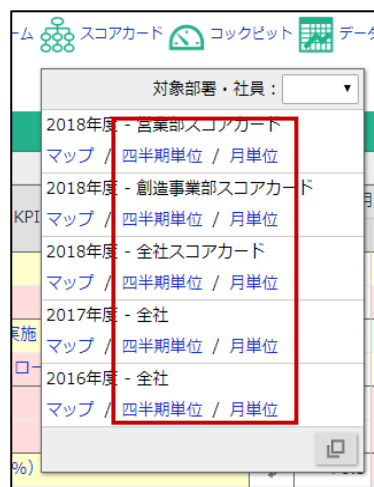 ーム スコアカード コックピット データ
対象部署・社員：
2018年度 - 営業部スコアカード
マップ / 四半期単位 / 月単位
2018年度 - 創造事業部スコアカード
KPI
月
マップ / 四半期単位 / 月単位
2018年度 - 全社スコアカード
マップ / 四半期単位 / 月単位
2017年度 - 全社
実施
マップ / 四半期単位 / 月単位
ロー
2016年度 - 全社
マップ / 四半期単位 / 月単位
%)